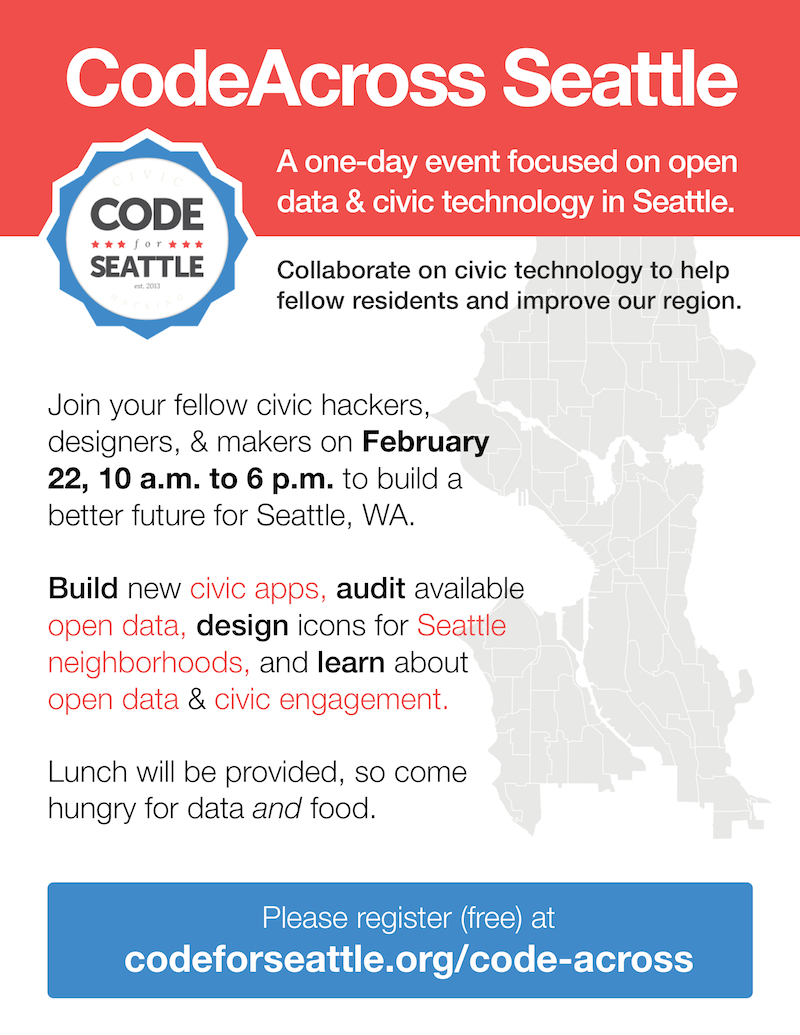 CodeAcross Seattle
A one-day event focused on open
data & civic technology in Seattle.
CIVIC
CODE
for
SEATTLE
est. 2013
HACKING
Collaborate on civic technology to help
fellow residents and improve our region.
Join your fellow civic hackers,
designers, & makers on February
22, 10 a.m. to 6 p.m. to build a
better future for Seattle, WA.
Build new civic apps, audit available
open data, design icons for Seattle
neighborhoods, and learn about
open data & civic engagement.
Lunch will be provided, so come
hungry for data and food.
Please register (free) at
codeforseattle.org/code-across